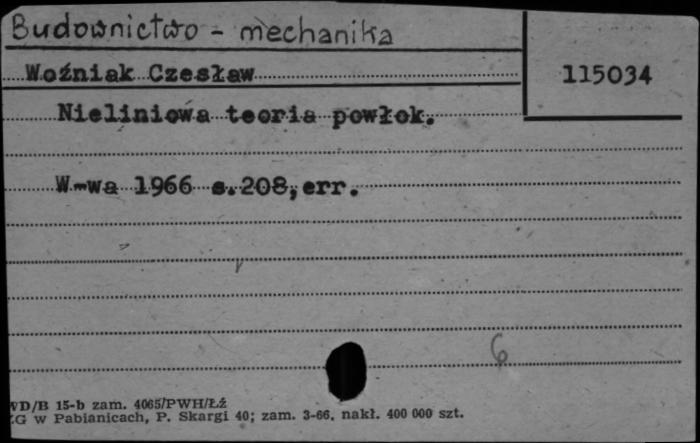 Budownictwo - mechanika
Woźniak Czesław
115034
Nieliniowa teoria powłok.
W-wa 1966 s.208,err.
6
WD/B 15-b zam. 4065/PWH/Łź
ZG w Pabianicach, P. Skargi 40; zam. 3-66, nakł. 400 000 szt.